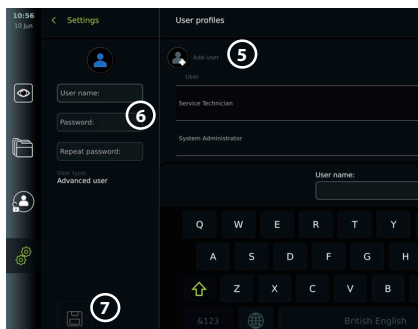 10:56
10 Jun
Settings
User profiles
Add user
5
User
User name:
Password:
6
Repeat password:
User type:
Advanced user
Service Technician
System Administrator
User name:
Q W E R T Y
A S D F G H
Z X C V B
&123
British English
7